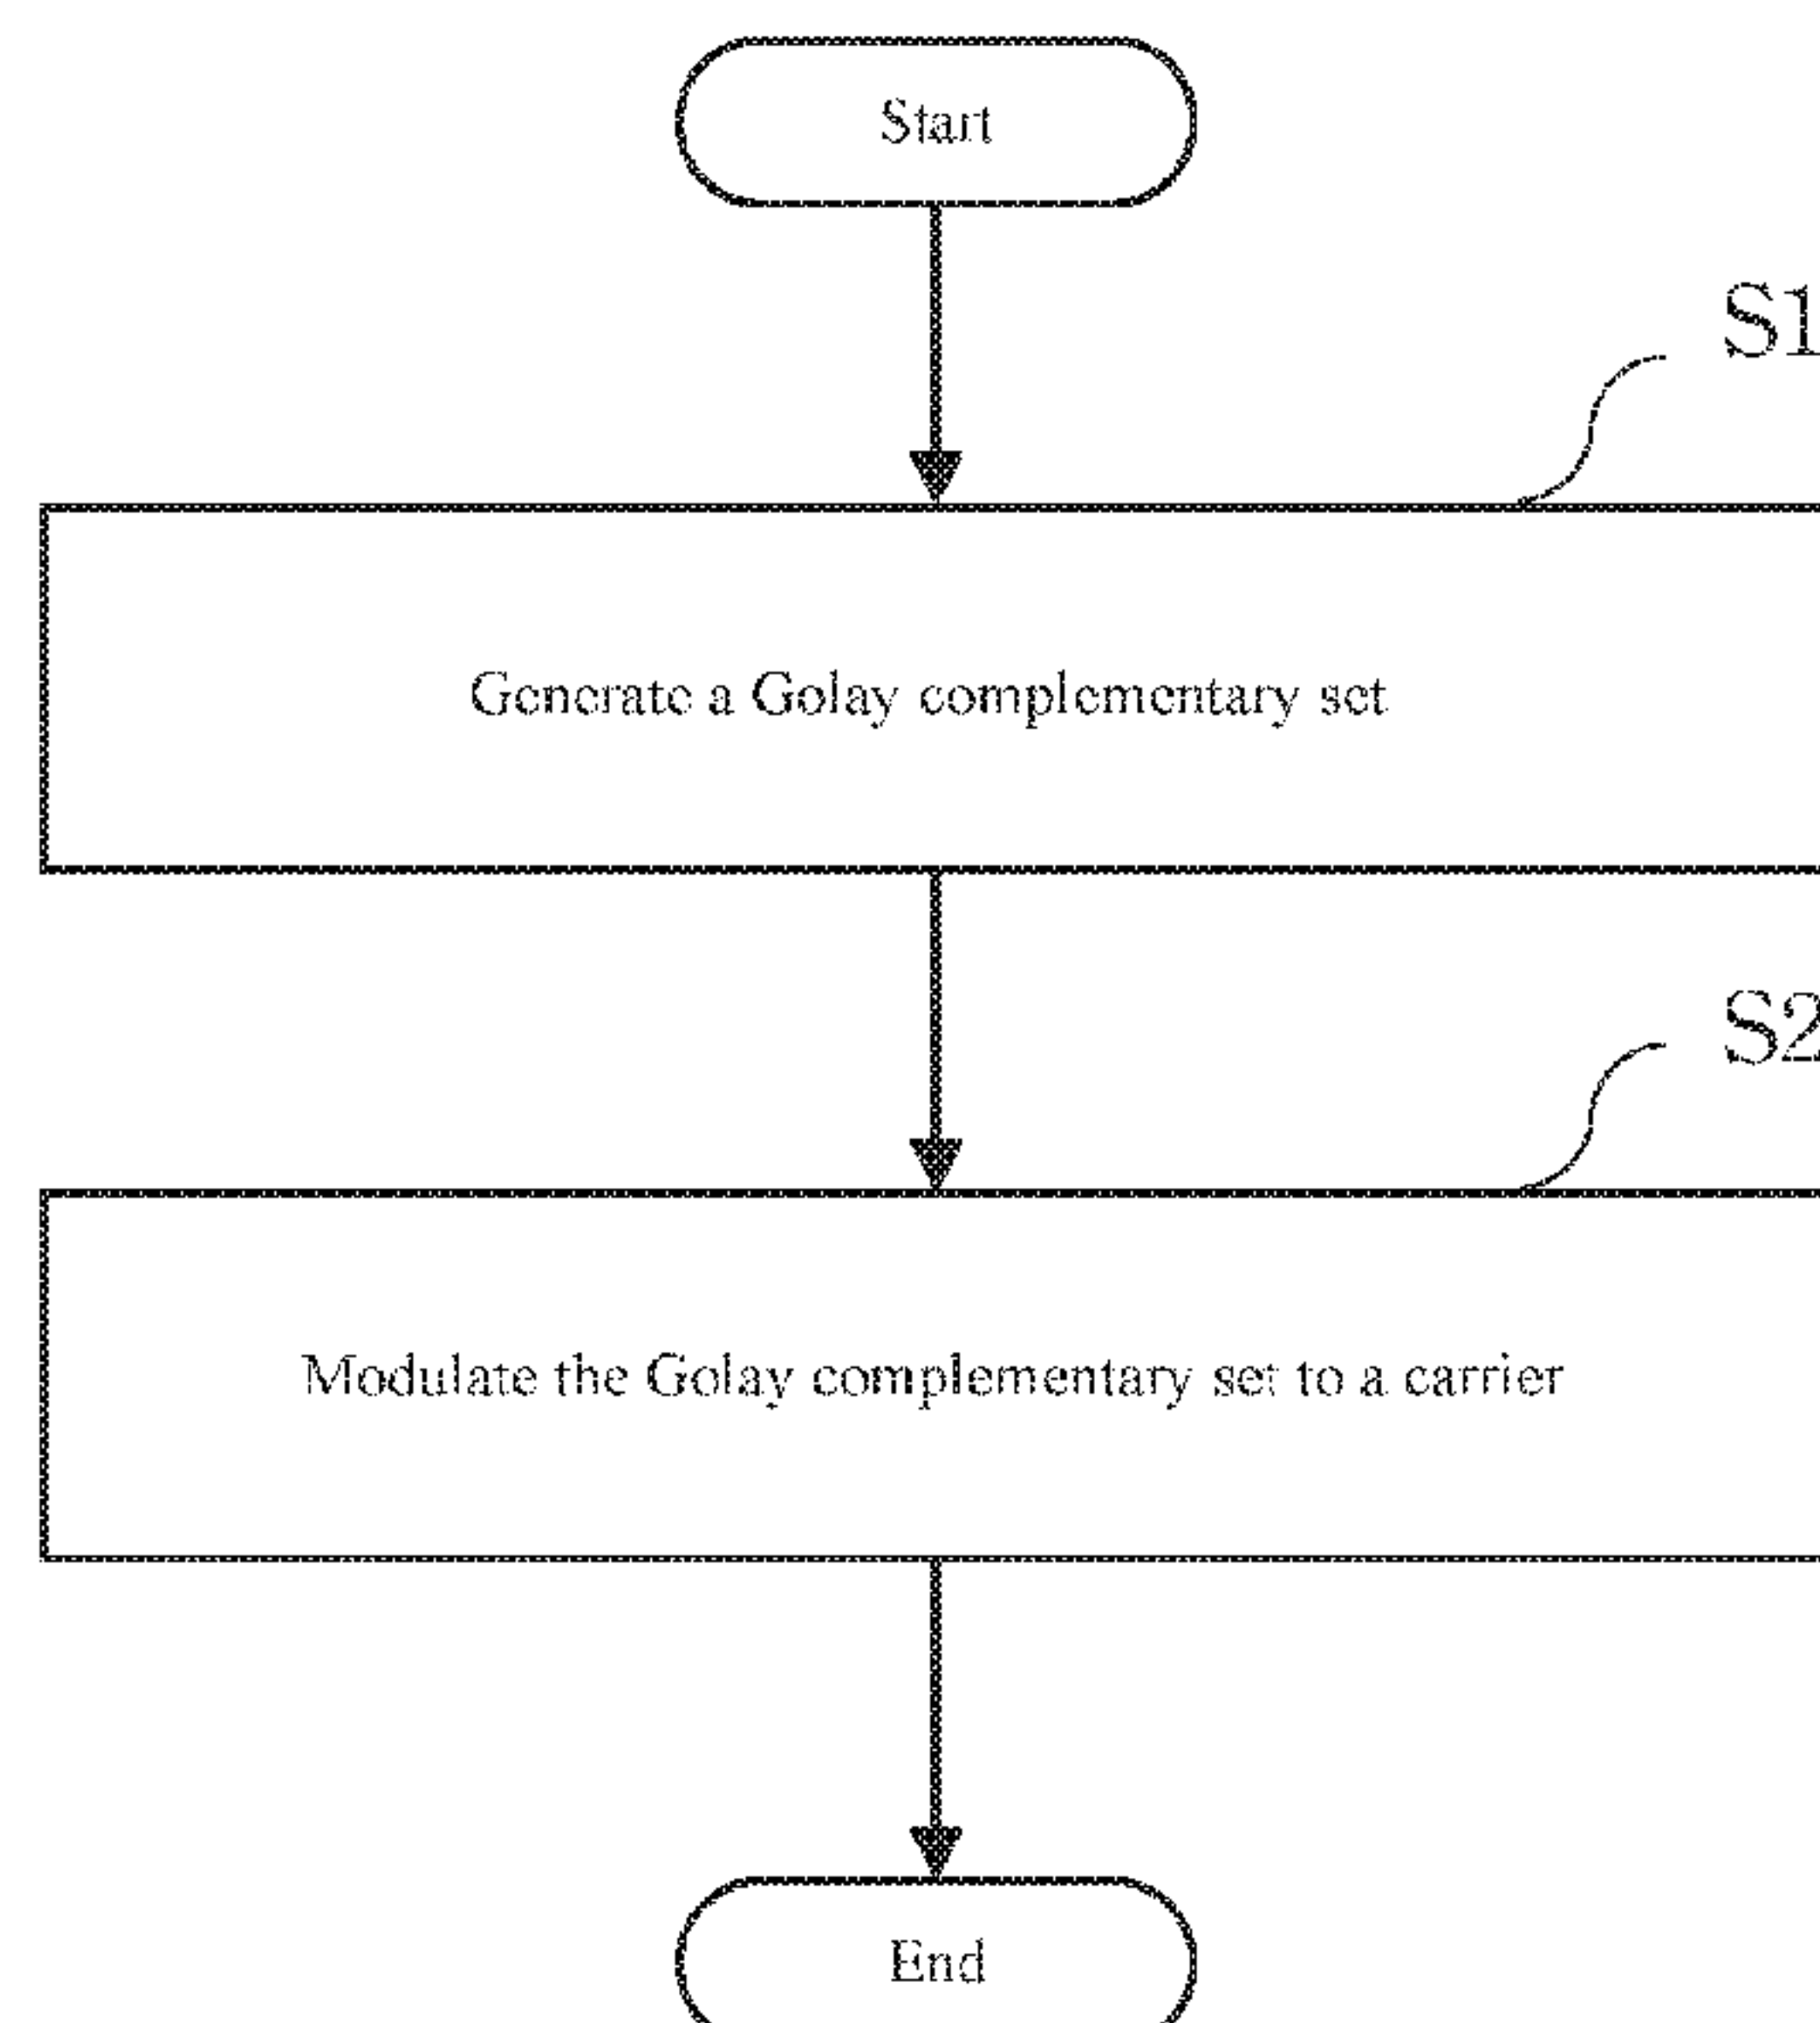 Start
S1
Generate a Golay complementary set
S2
Modulate the Golay complementary set to a carrier
End